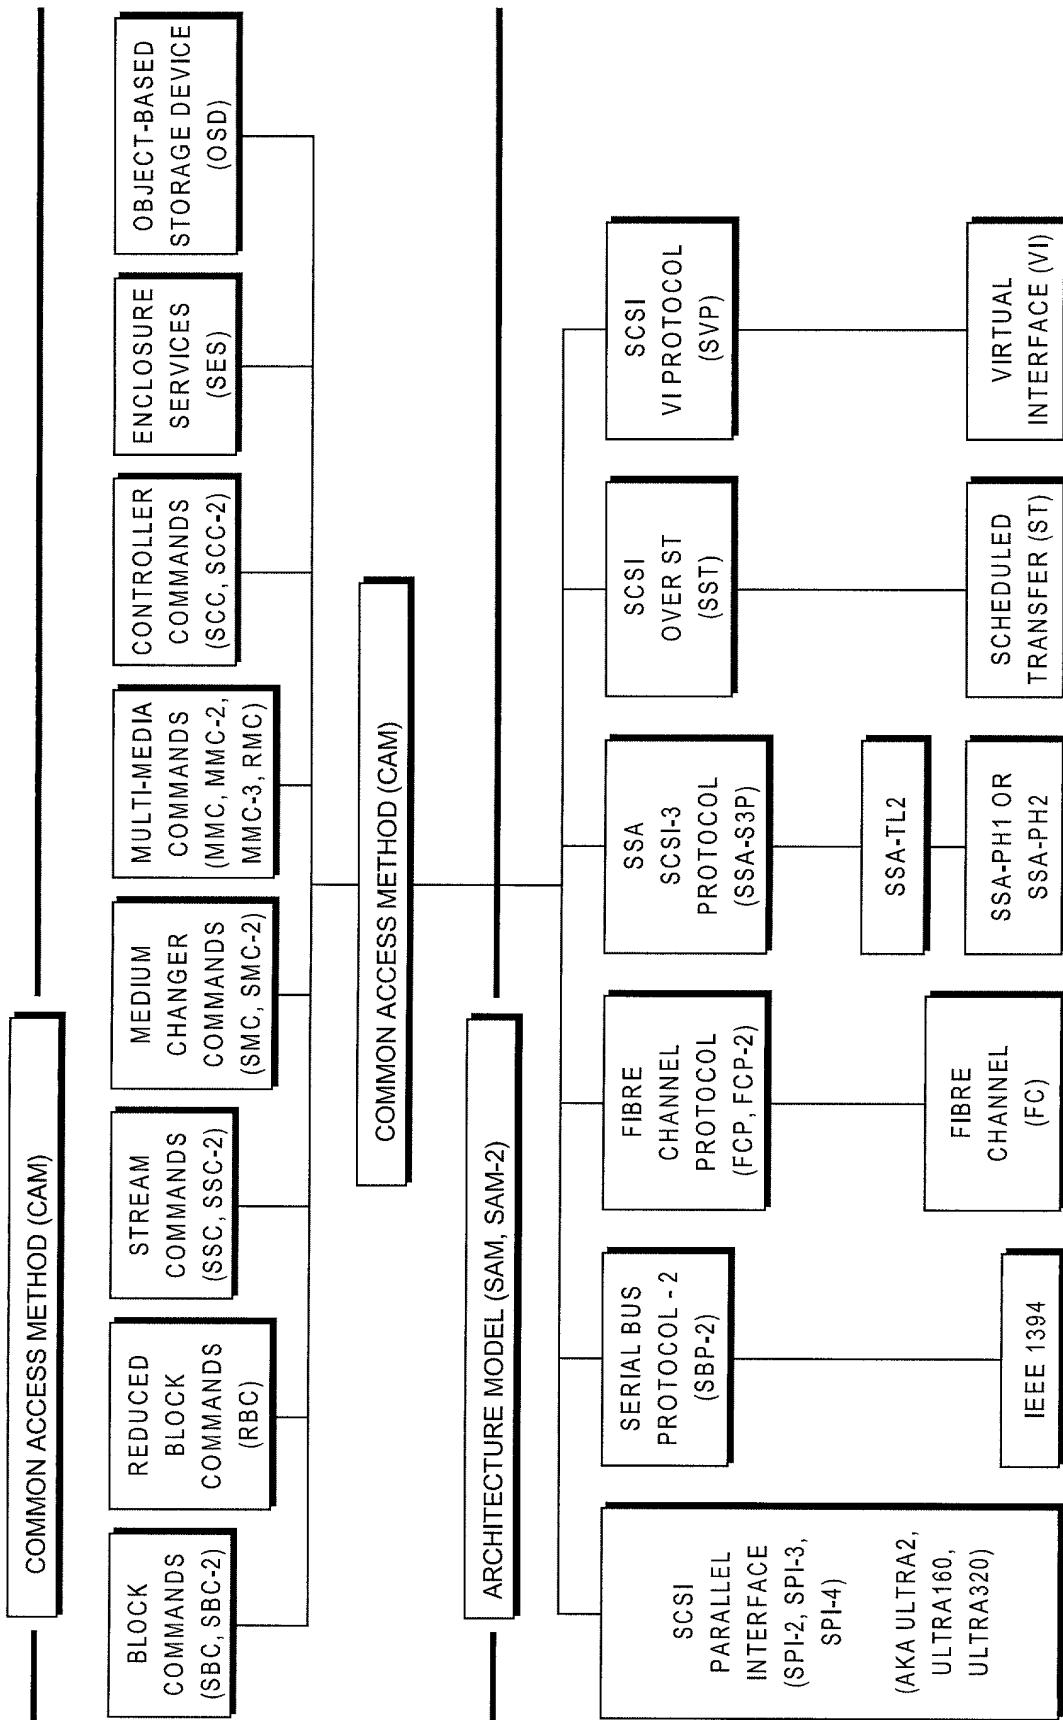 COMMON ACCESS METHOD (CAM)
BLOCK
COMMANDS
(SBC, SBC-2)
REDUCED
BLOCK
COMMANDS
(RBC)
STREAM
COMMANDS
(SSC, SSC-2)
MEDIUM
CHANGER
COMMANDS
(SMC, SMC-2)
MULTI-MEDIA
COMMANDS
(MMC, MMC-2,
MMC-3, RMC)
CONTROLLER
COMMANDS
(SCC, SCC-2)
ENCLOSURE
SERVICES
(SES)
OBJECT-BASED
STORAGE DEVICE
(OSD)
COMMON ACCESS METHOD (CAM)
ARCHITECTURE MODEL (SAM, SAM-2)
SCSI
PARALLEL
INTERFACE
(SPI-2, SPI-3,
SPI-4)
(AKA ULTRA2,
ULTRA160,
ULTRA320)
SERIAL BUS
PROTOCOL - 2
(SBP-2)
FIBRE
CHANNEL
PROTOCOL
(FCP, FCP-2)
SSA
SCSI-3
PROTOCOL
(SSA-S3P)
SCSI
OVER ST
(SST)
SCSI
VI PROTOCOL
(SVP)
IEEE 1394
FIBRE
CHANNEL
(FC)
SSA-TL2
SSA-PH1 OR
SSA-PH2
SCHEDULED
TRANSFER (ST)
VIRTUAL
INTERFACE (VI)